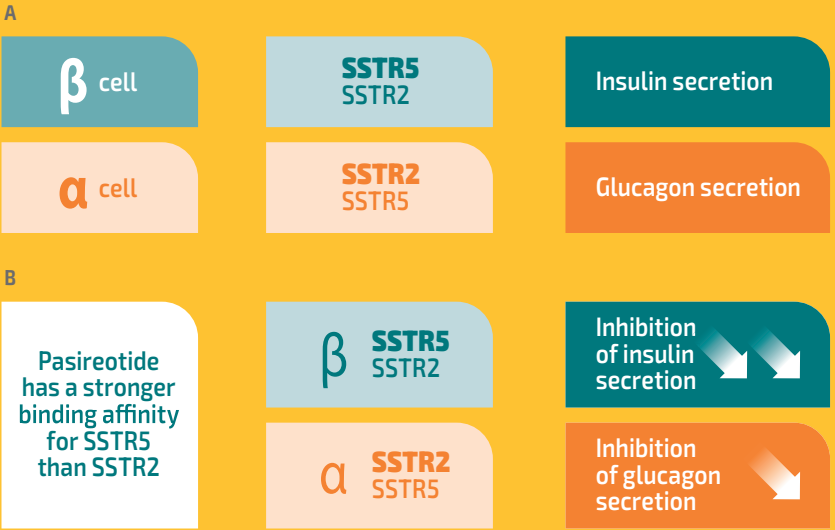 A
β cell
SSTR5
SSTR2
Insulin secretion
α cell
SSTR2
SSTR5
Glucagon secretion
B
Pasireotide
has a stronger
binding affinity
for SSTR5
than SSTR2
β
SSTR5
SSTR2
Inhibition
of insulin
secretion
α
SSTR2
SSTR5
Inhibition
of glucagon
secretion